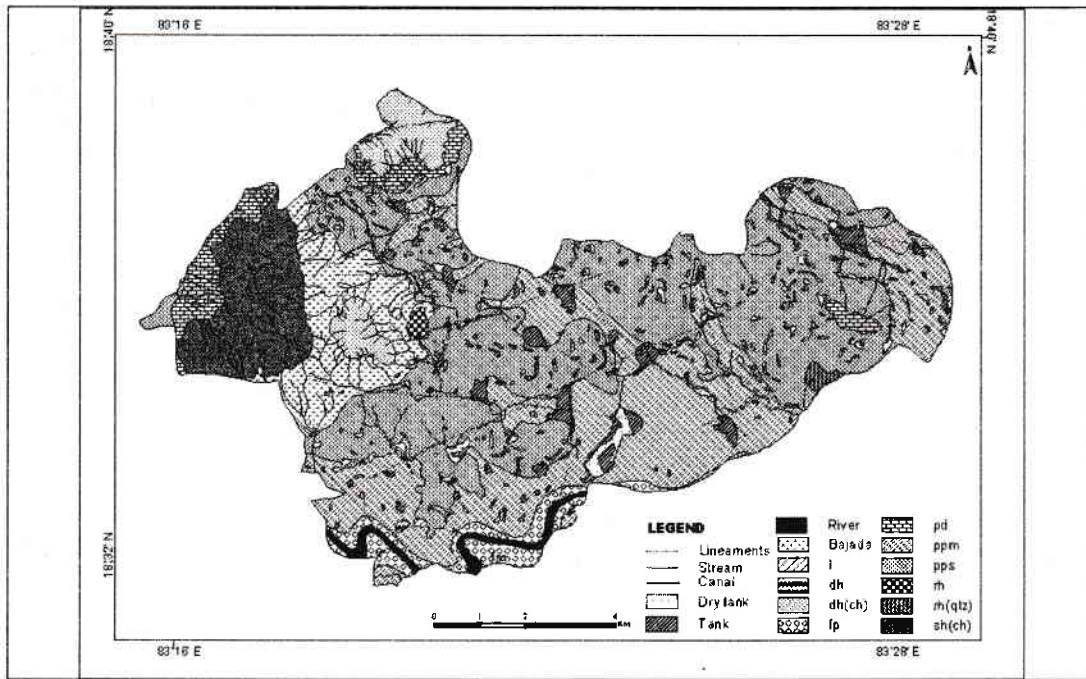 83°16' E
83°28' E
18°40' N
18°40' N
LEGEND
Lineaments
Stream
Canal
Dry tank
Tank
River
Bajada
i
dh
dh(ch)
fp
pd
ppm
pps
rh
rh(qtz)
sh(ch)
0 1 2 4
KM
18°32' N
18°32' N
83°16' E
83°28' E